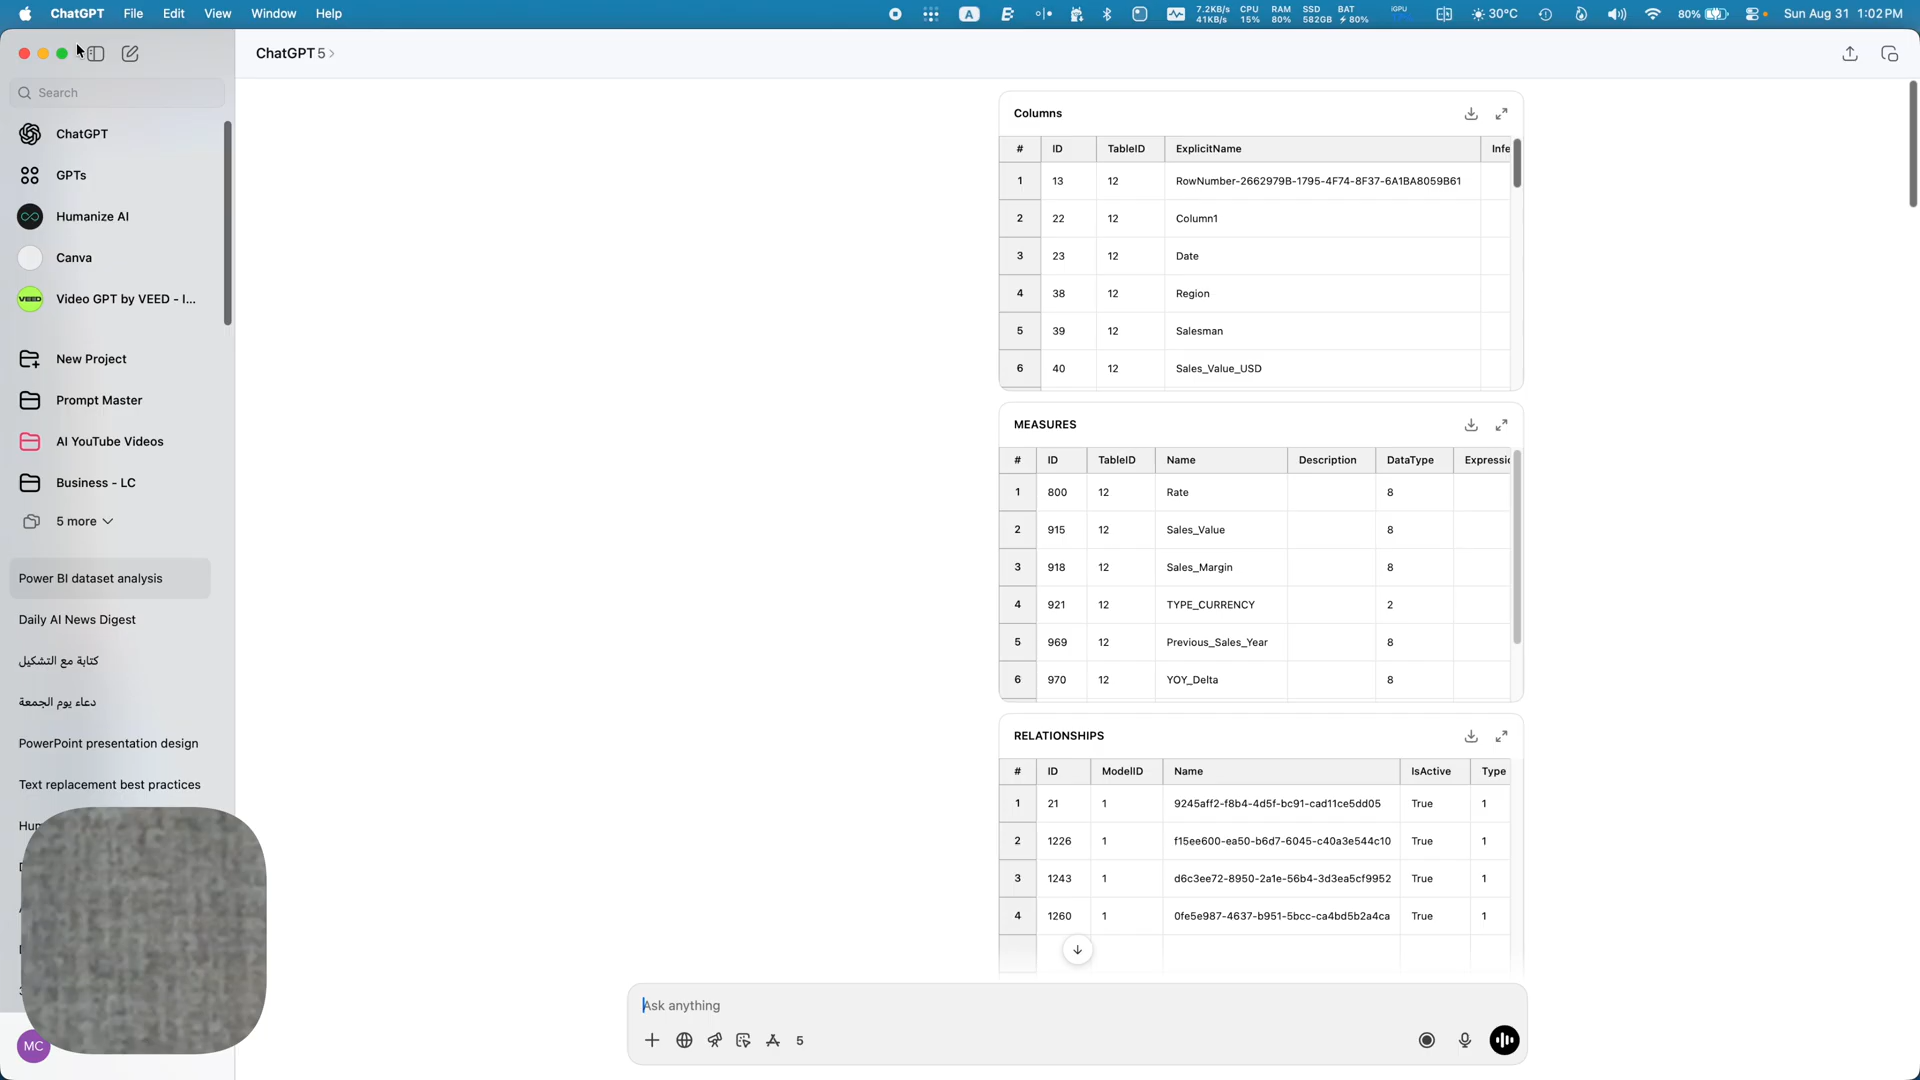 ChatGPT File Edit View Window Help
A
7.2KB/s
41KB/s
CPU
15%
RAM
80%
SSD
582GB
BAT
80%
iGPU
30°C
80%
Sun Aug 31 1:02 PM
ChatGPT 5
Search
ChatGPT
GPTs
Humanize AI
Canva
VEED
Video GPT by VEED - I...
New Project
Prompt Master
AI YouTube Videos
Business - LC
5 more
Power BI dataset analysis
Daily AI News Digest
كتابة مع التشكيل
دعاء يوم الجمعة
PowerPoint presentation design
Text replacement best practices
MC
Columns
# ID TableID ExplicitName Infe
1 13 12 RowNumber-2662979B-1795-4F74-8F37-6A1BA8059B61
2 22 12 Column1
3 23 12 Date
4 38 12 Region
5 39 12 Salesman
6 40 12 Sales_Value_USD
MEASURES
# ID TableID Name Description DataType Expressio
1 800 12 Rate 8
2 915 12 Sales_Value 8
3 918 12 Sales_Margin 8
4 921 12 TYPE_CURRENCY 2
5 969 12 Previous_Sales_Year 8
6 970 12 YOY_Delta 8
RELATIONSHIPS
# ID ModelID Name IsActive Type
1 21 1 9245aff2-f8b4-4d5f-bc91-cad11ce5dd05 True 1
2 1226 1 f15ee600-ea50-b6d7-6045-c40a3e544c10 True 1
3 1243 1 d6c3ee72-8950-2a1e-56b4-3d3ea5cf9952 True 1
4 1260 1 0fe5e987-4637-b951-5bcc-ca4bd5b2a4ca True 1
Ask anything
5